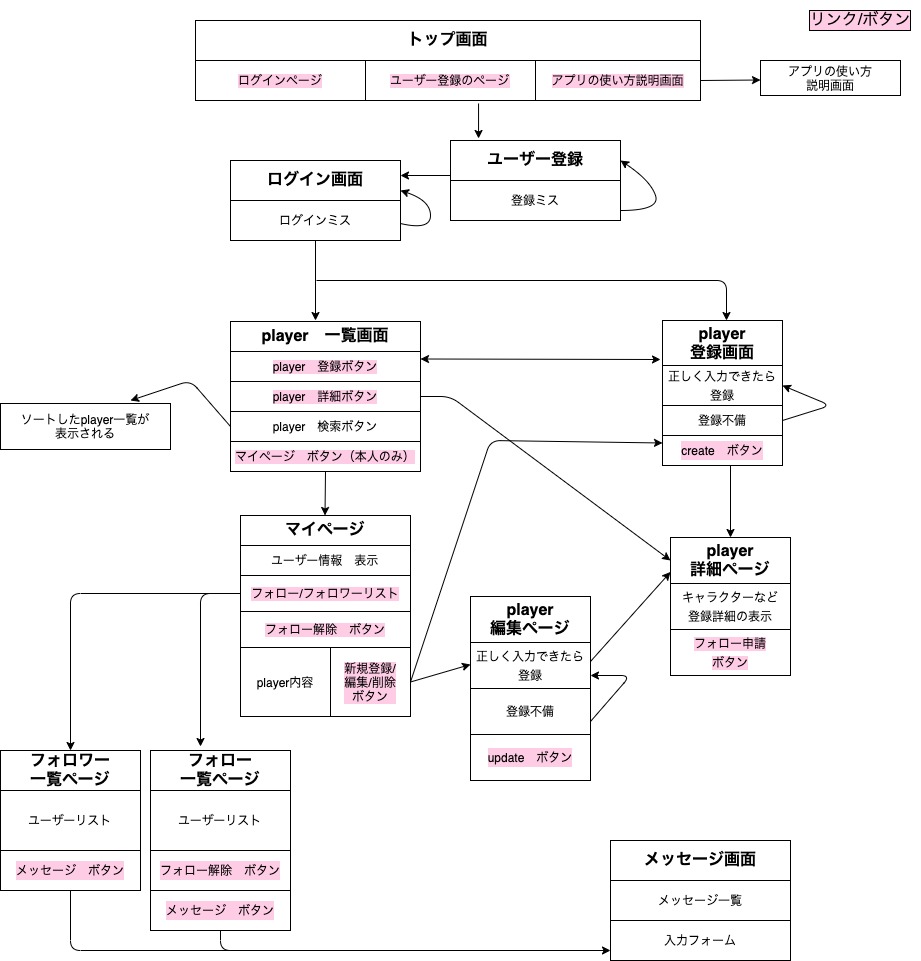 リンク/ボタン
トップ画面
ログインページ
ユーザー登録のページ
アプリの使い方説明画面
アプリの使い方
説明画面
ユーザー登録
登録ミス
ログイン画面
ログインミス
player　一覧画面
player　登録ボタン
player　詳細ボタン
player　検索ボタン
マイページ　ボタン（本人のみ）
player
登録画面
正しく入力できたら
登録
登録不備
create　ボタン
ソートしたplayer一覧が
表示される
マイページ
ユーザー情報　表示
フォロー/フォロワーリスト
フォロー解除　ボタン
player内容
新規登録/
編集/削除
ボタン
player
編集ページ
正しく入力できたら
登録
登録不備
update　ボタン
player
詳細ページ
キャラクターなど
登録詳細の表示
フォロー申請
ボタン
フォロワー
一覧ページ
ユーザーリスト
メッセージ　ボタン
フォロー
一覧ページ
ユーザーリスト
フォロー解除　ボタン
メッセージ　ボタン
メッセージ画面
メッセージ一覧
入力フォーム